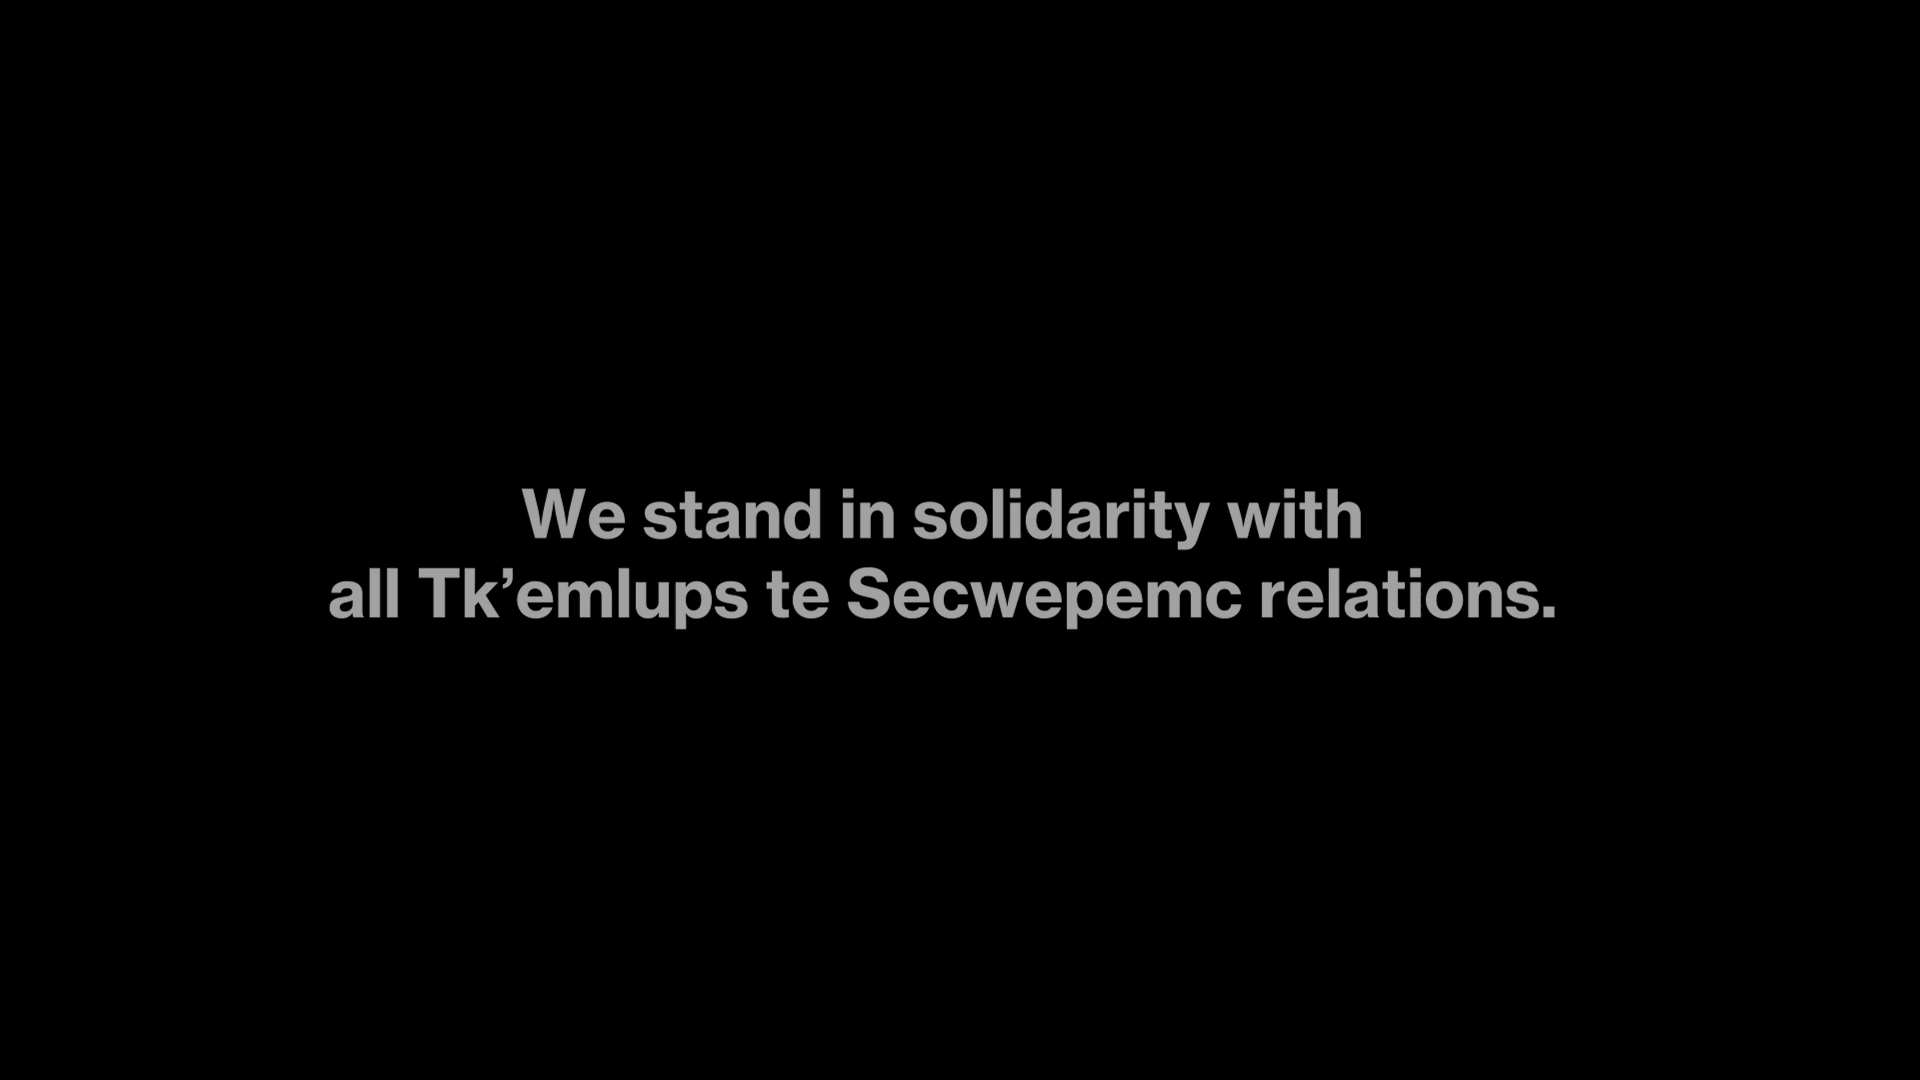 We stand in solidarity with
all Tk’emlups te Secwepemc relations.